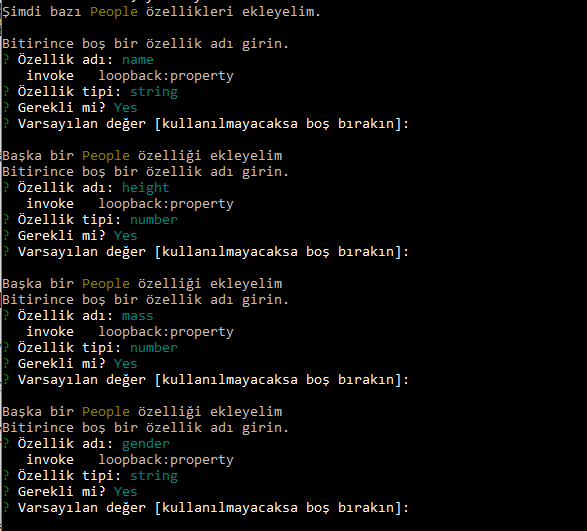 Şimdi bazı People özellikleri ekleyelim.
Bitirince boş bir özellik adı girin.
? Özellik adı: name
invoke loopback:property
? Özellik tipi: string
? Gerekli mi? Yes
? Varsayılan değer [kullanılmayacaksa boş bırakın]:
Başka bir People özelliği ekleyelim
Bitirince boş bir özellik adı girin.
? Özellik adı: height
invoke loopback:property
? Özellik tipi: number
? Gerekli mi? Yes
? Varsayılan değer [kullanılmayacaksa boş bırakın]:
Başka bir People özelliği ekleyelim
Bitirince boş bir özellik adı girin.
? Özellik adı: mass
invoke loopback:property
? Özellik tipi: number
? Gerekli mi? Yes
? Varsayılan değer [kullanılmayacaksa boş bırakın]:
Başka bir People özelliği ekleyelim
Bitirince boş bir özellik adı girin.
? Özellik adı: gender
invoke loopback:property
? Özellik tipi: string
? Gerekli mi? Yes
? Varsayılan değer [kullanılmayacaksa boş bırakın]: